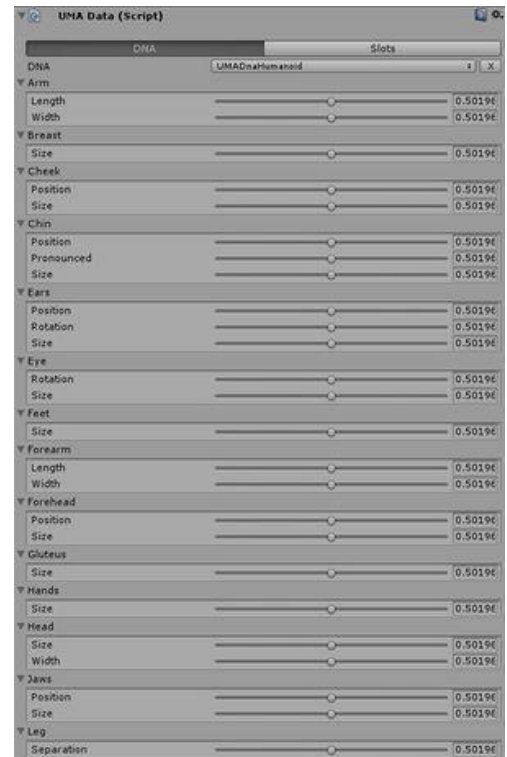 UMA Data (Script)
DNA Slots
DNA UMADnaHumanoid X
Arm
Length 0.5019€
Width 0.5019€
Breast
Size 0.5019€
Cheek
Position 0.5019€
Size 0.5019€
Chin
Position 0.5019€
Pronounced 0.5019€
Size 0.5019€
Ears
Position 0.5019€
Rotation 0.5019€
Size 0.5019€
Eye
Rotation 0.5019€
Size 0.5019€
Feet
Size 0.5019€
Forearm
Length 0.5019€
Width 0.5019€
Forehead
Position 0.5019€
Size 0.5019€
Gluteus
Size 0.5019€
Hands
Size 0.5019€
Head
Size 0.5019€
Width 0.5019€
Jaws
Position 0.5019€
Size 0.5019€
Leg
Separation 0.5019€